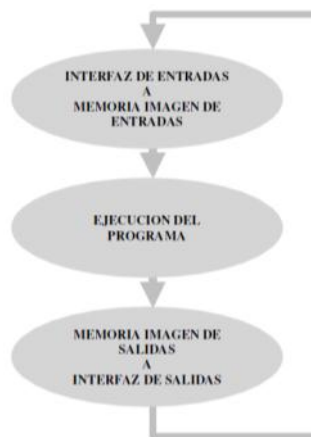 INTERFAZ DE ENTRADAS
A
MEMORIA IMAGEN DE
ENTRADAS
EJECUCION DEL
PROGRAMA
MEMORIA IMAGEN DE
SALIDAS
A
INTERFAZ DE SALIDAS